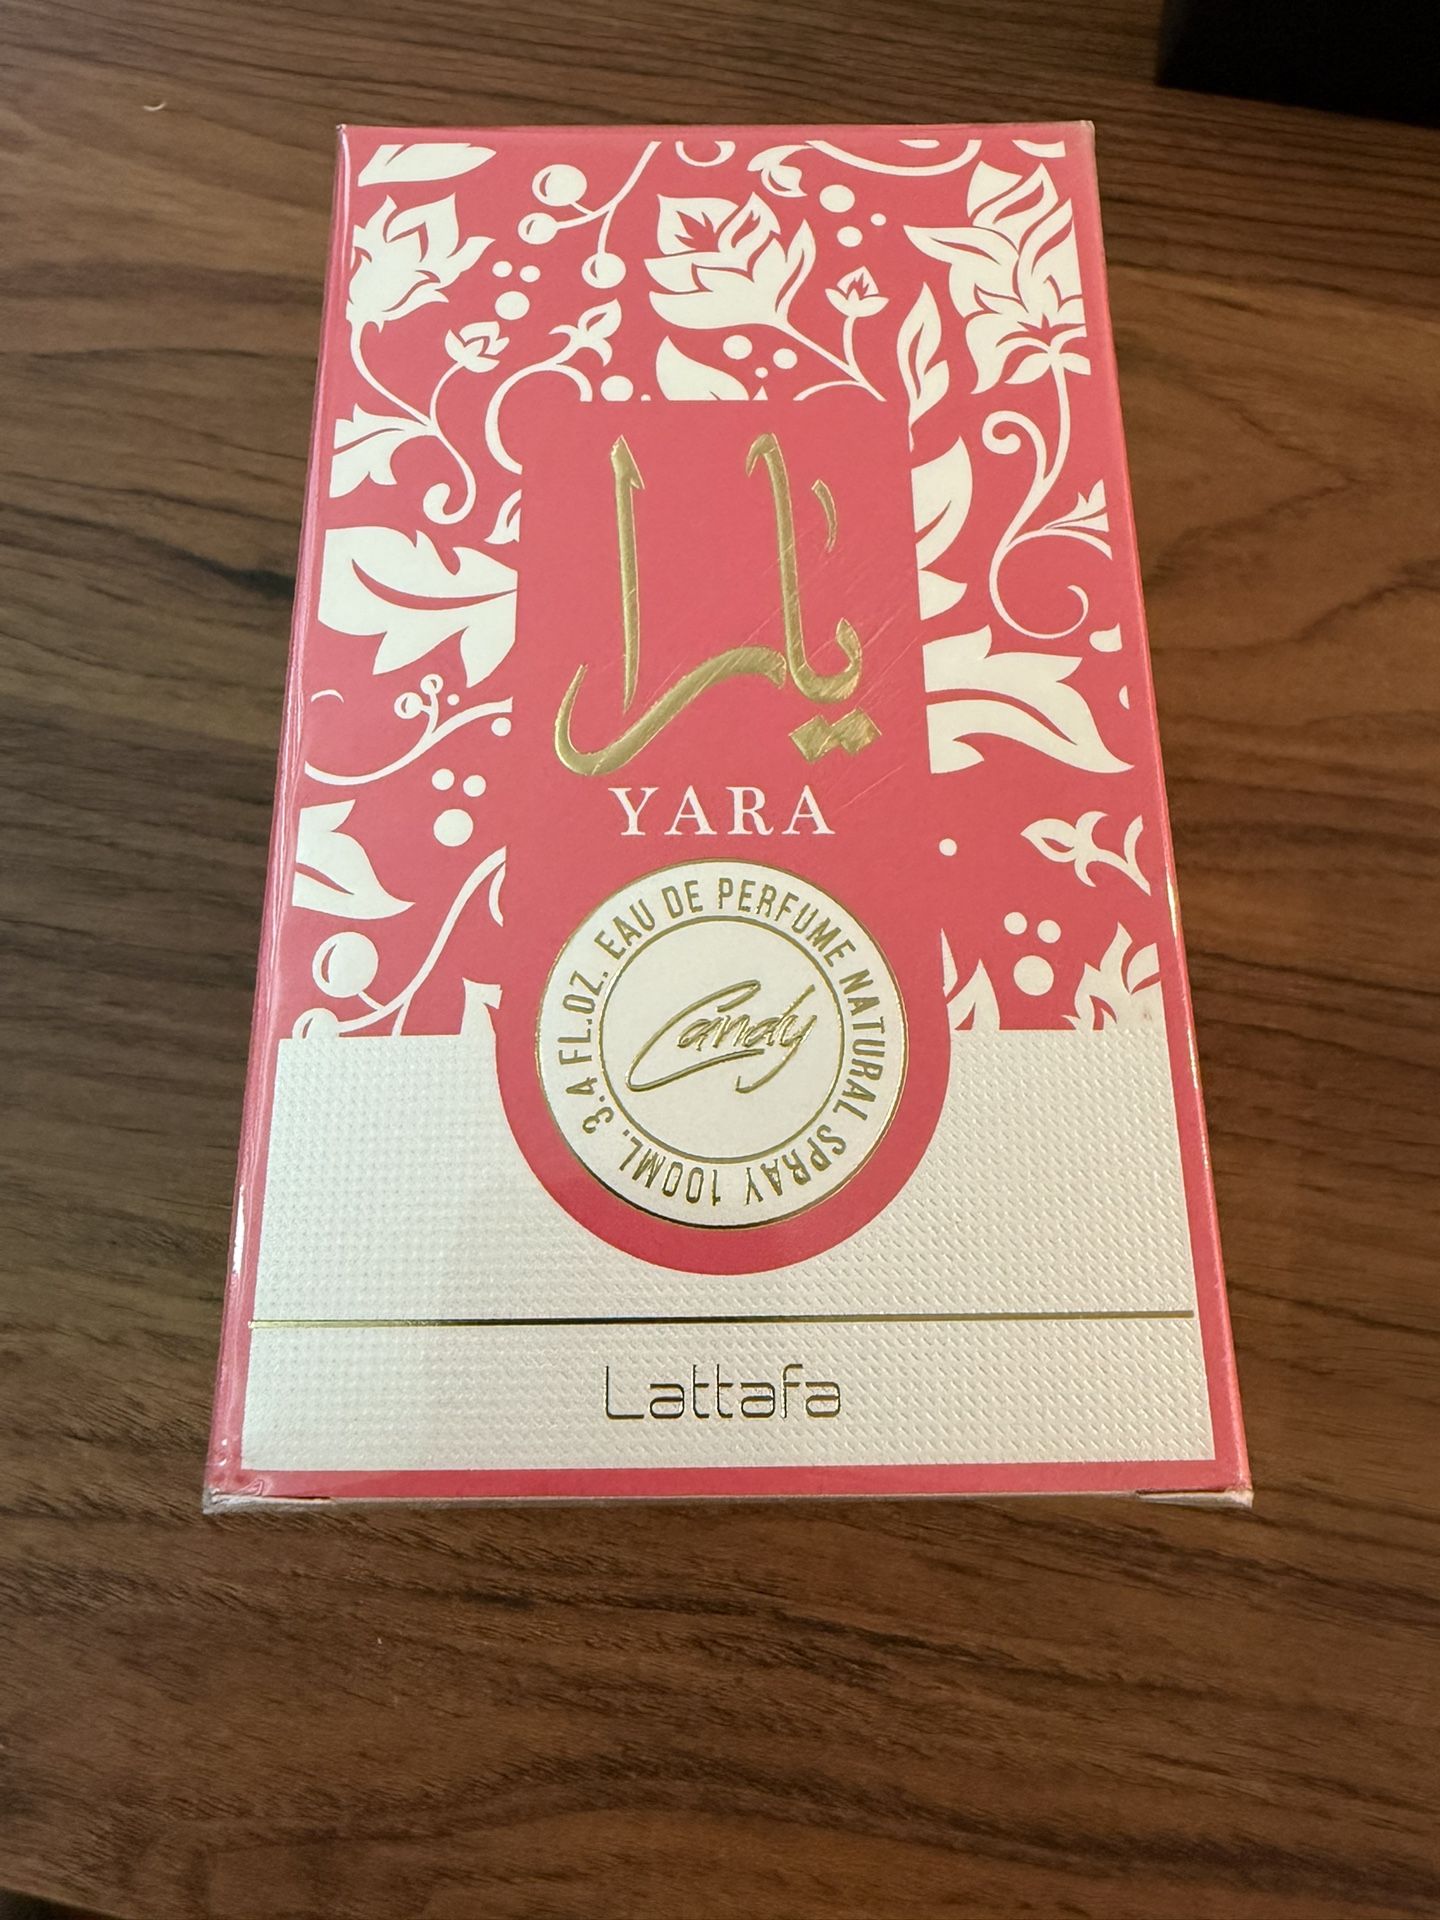 يارا
YARA
3.4 FL.OZ. EAU DE PERFUME NATURAL SPRAY 100ML.
Candy
Lattafa